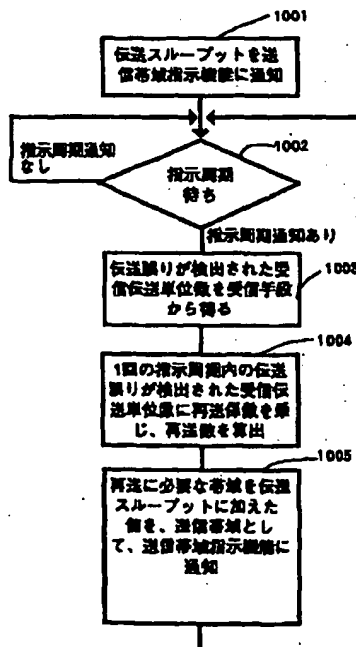 1001
伝送スループットを送
信帯域指示機能に通知
指示周期通知
なし
1002
指示周期
待ち
指示周期通知あり
伝送誤りが検出された受
信伝送単位数を受信手段
から得る
1003
1004
1回の指示周期内の伝送
誤りが検出された受信伝
送単位数に再送係数を乗
じ、再送数を算出
1005
再送に必要な帯域を伝送
スループットに加えた
値を、送信帯域とし
て、送信帯域指示機能に
通知